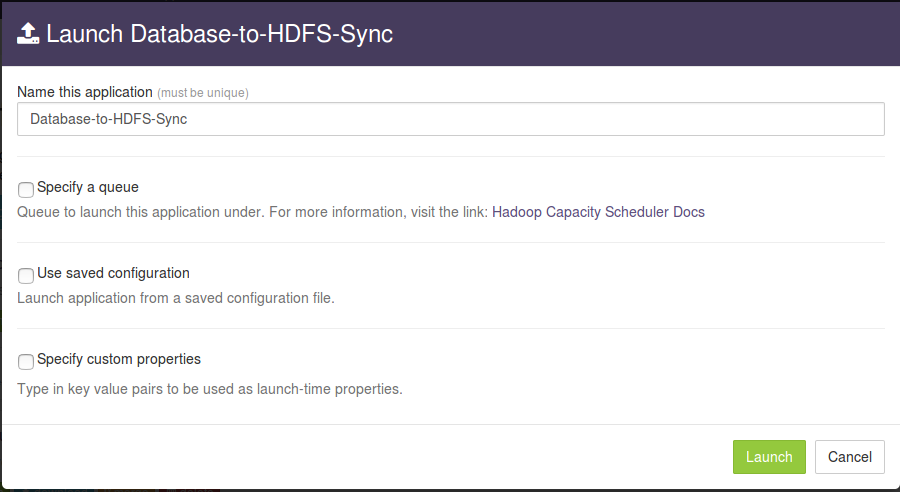 Launch Database-to-HDFS-Sync
Name this application (must be unique)
Database-to-HDFS-Sync
Specify a queue
Queue to launch this application under. For more information, visit the link: Hadoop Capacity Scheduler Docs
Use saved configuration
Launch application from a saved configuration file.
Specify custom properties
Type in key value pairs to be used as launch-time properties.
Launch Cancel